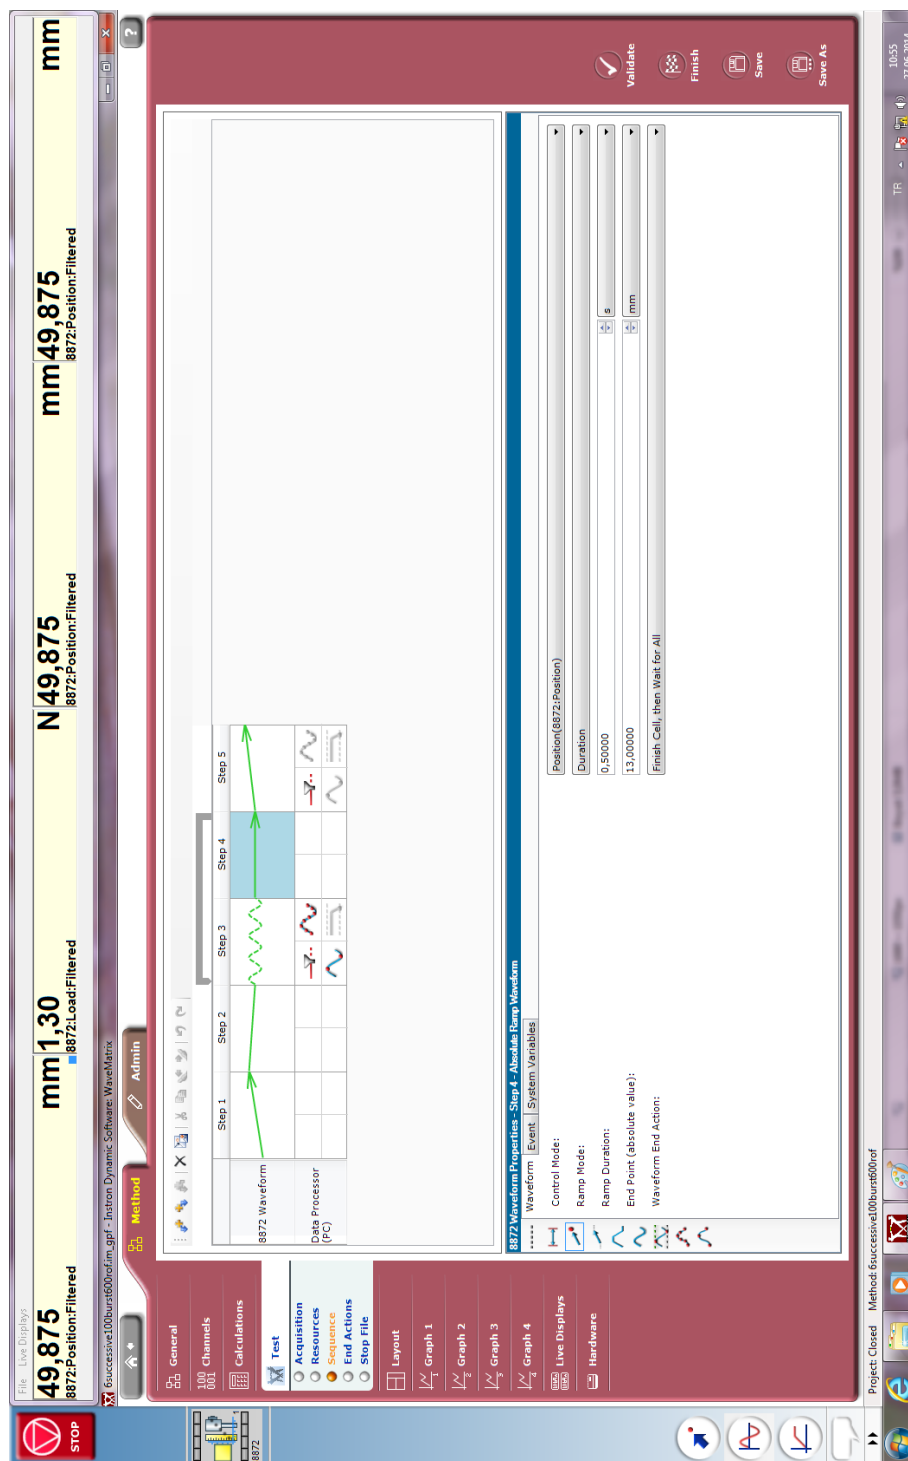 File  Live Displays
49,875 mm
8872:Position:Filtered
1,30 N
8872:Load:Filtered
49,875 mm
8872:Position:Filtered
49,875 mm
8872:Position:Filtered
STOP
6successive100burst600rof.im_gpf - Instron Dynamic Software: WaveMatrix
Method
Admin
?
8872
General
100
001
Channels
Calculations
Test
Acquisition
Resources
Sequence
End Actions
Stop File
Layout
Graph 1
Graph 2
Graph 3
Graph 4
Live Displays
Hardware
Step 1
Step 2
Step 3
Step 4
Step 5
8872 Waveform
Data Processor
(PC)
8872 Waveform Properties - Step 4 - Absolute Ramp Waveform
Waveform  Event  System Variables
Control Mode: Position(8872:Position)
Ramp Mode: Duration
Ramp Duration: 0,50000 s
End Point (absolute value): 13,00000 mm
Waveform End Action: Finish Cell, then Wait for All
Validate
Finish
Save
Save As
Project: Closed  Method: 6successive100burst600rof
TR
10:55
27.06.2014